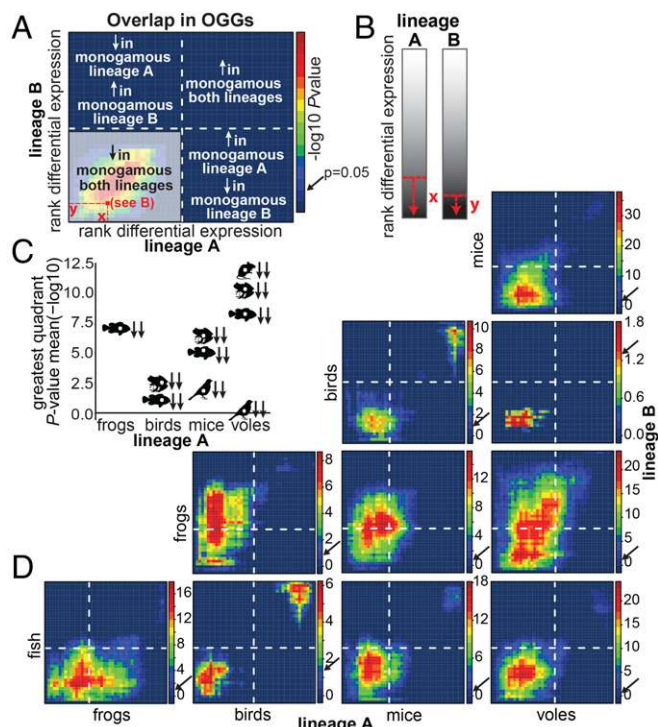 A
Overlap in OGGs
lineage B
rank differential expression
↓in
monogamous
lineage A
↑in
monogamous
lineage B
↑in
monogamous
both lineages
↓in
monogamous
both lineages
(see B)
y
x
↑in
monogamous
lineage A
↓in
monogamous
lineage B
rank differential expression
lineage A
-log10 Pvalue
p=0.05
B
lineage
A B
rank differential expression
x
y
C
greatest quadrant
P-value mean(−log10)
12.5
10.0
7.5
5.0
2.5
0.0
↓↓
↓↓
↓↓
↓↓
↓↓
↓↓
↓↓
↓↓
↓↓
↓↓
frogs birds mice voles
lineage A
D
mice
30
20
10
0
birds
10
8
6
4
2
0
1.8
1.2
0.6
0.0
lineage B
frogs
8
6
4
2
0
12
8
4
0
20
15
10
5
0
fish
16
12
8
4
0
6
4
2
0
18
12
6
0
20
15
10
5
0
frogs birds mice voles
lineage A